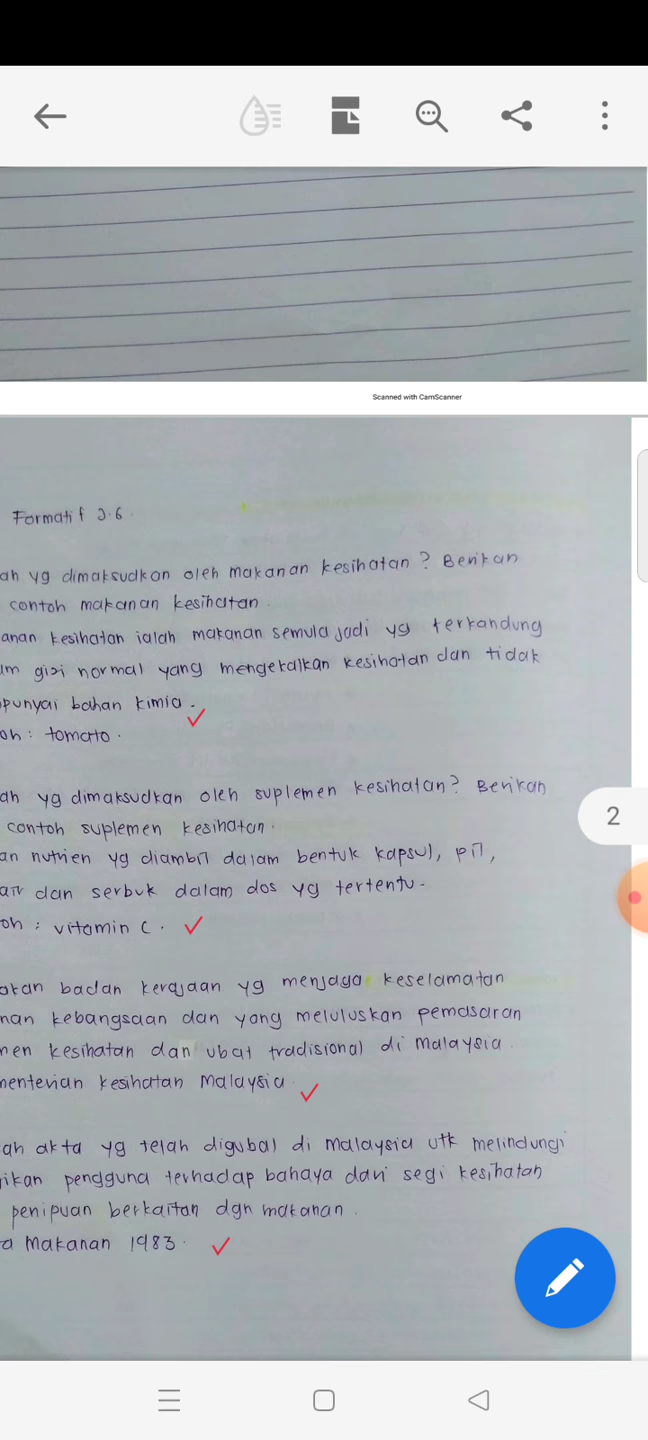 Scanned with CamScanner
Formatif 3.6
ah yg dimaksudkan oleh makanan kesihatan? Berikan
contoh makanan kesihatan.
anan kesihatan ialah makanan semula jadi yg terkandung
am gizi normal yang mengekalkan kesihatan dan tidak
punyai bahan kimia.
oh: tomato.
ah yg dimaksudkan oleh suplemen kesihatan? Berikan
contoh suplemen kesihatan.
an nutrien yg diambil dalam bentuk kapsul, pil,
air dan serbuk dalam dos yg tertentu.
oh : vitamin C.
akan badan kerajaan yg menjaga keselamatan
nan kebangsaan dan yang meluluskan pemasaran
men kesihatan dan ubat tradisional di Malaysia.
menterian kesihatan Malaysia.
ah akta yg telah digubal di Malaysia utk melindungi
ikan pengguna terhadap bahaya dari segi kesihatan
penipuan berkaitan dgn makanan.
a Makanan 1983.
2